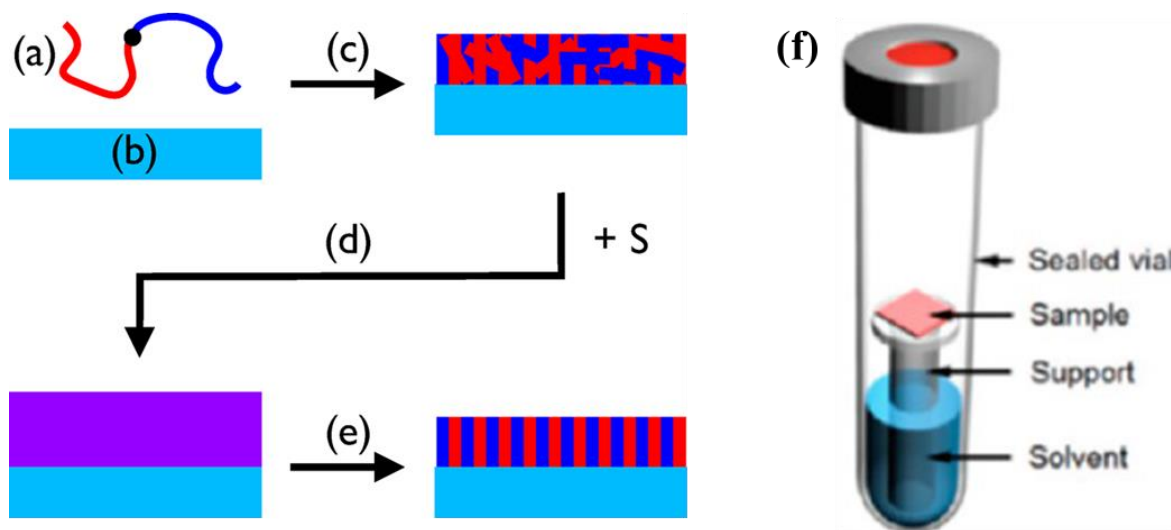 (a)
(b)
(c)
(d)
+ S
(e)
(f)
Sealed vial
Sample
Support
Solvent